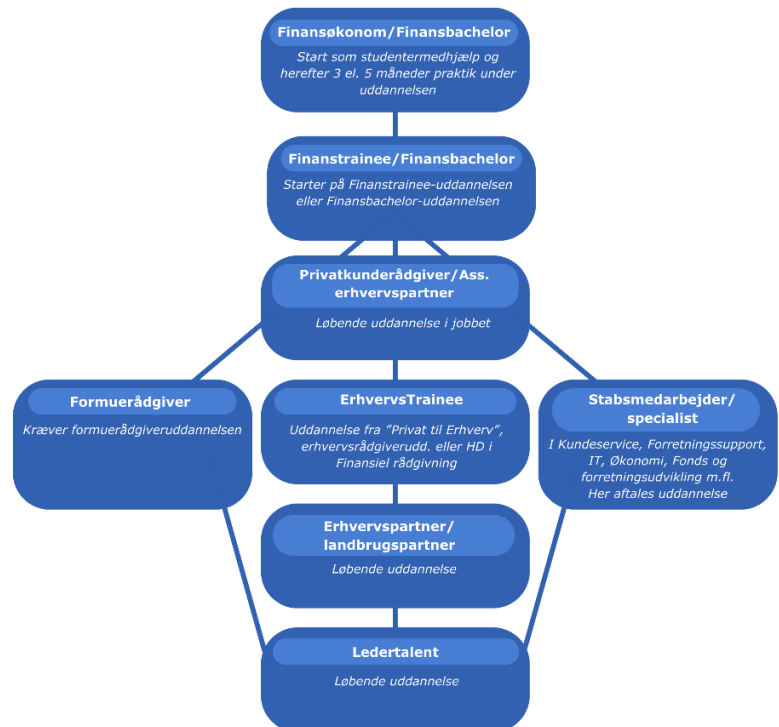 Finansøkonom/Finansbachelor
Start som studentermedhjælp og
herefter 3 el. 5 måneder praktik under
uddannelsen
Finanstrainee/Finansbachelor
Starter på Finanstrainee-uddannelsen
eller Finansbachelor-uddannelsen
Privatkunderådgiver/Ass.
erhvervspartner
Løbende uddannelse i jobbet
Formuerådgiver
Kræver formuerådgiveruddannelsen
ErhvervsTrainee
Uddannelse fra ”Privat til Erhverv”,
erhvervsrådgiverudd. eller HD i
Finansiel rådgivning
Stabsmedarbejder/
specialist
I Kundeservice, Forretningssupport,
IT, Økonomi, Fonds og
forretningsudvikling m.fl.
Her aftales uddannelse
Erhvervspartner/
landbrugspartner
Løbende uddannelse
Ledertalent
Løbende uddannelse